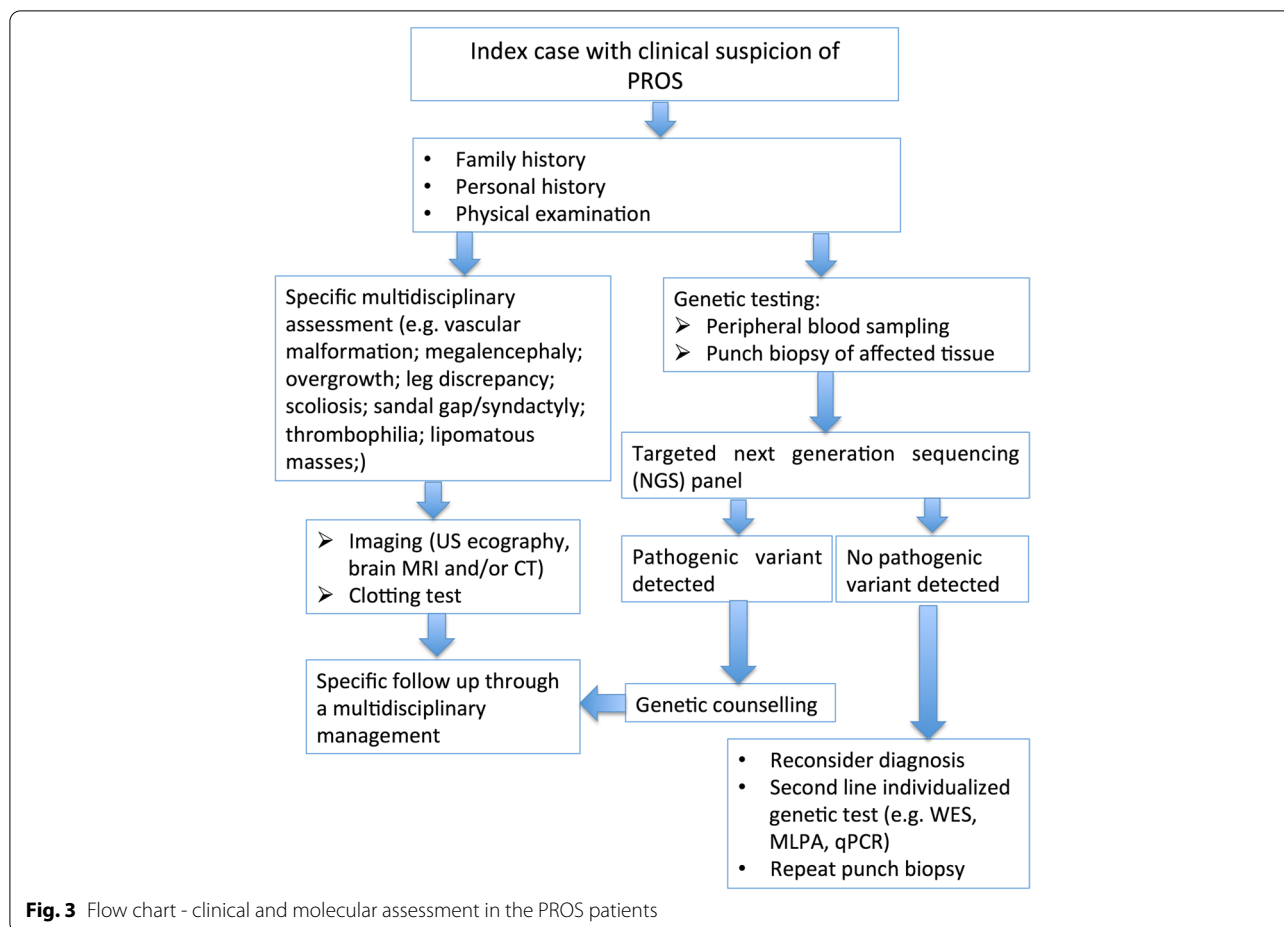 Index case with clinical suspicion of
PROS
• Family history
• Personal history
• Physical examination
Specific multidisciplinary
assessment (e.g. vascular
malformation; megalencephaly;
overgrowth; leg discrepancy;
scoliosis; sandal gap/syndactyly;
thrombophilia; lipomatous
masses;)
Genetic testing:
➢ Peripheral blood sampling
➢ Punch biopsy of affected tissue
Targeted next generation sequencing
(NGS) panel
➢ Imaging (US ecography,
brain MRI and/or CT)
➢ Clotting test
Pathogenic variant
detected
No pathogenic
variant detected
Specific follow up through
a multidisciplinary
management
Genetic counselling
• Reconsider diagnosis
• Second line individualized
genetic test (e.g. WES,
MLPA, qPCR)
• Repeat punch biopsy
Fig. 3 Flow chart - clinical and molecular assessment in the PROS patients